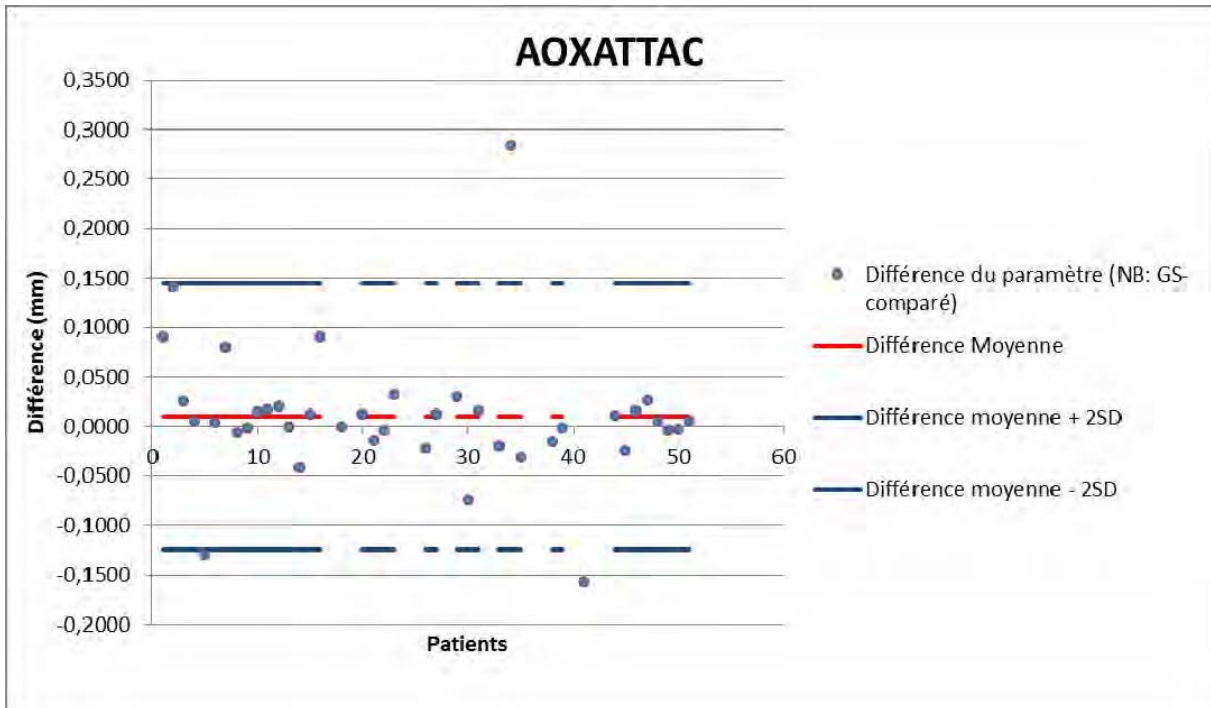 AOXATTAC
0,3500
0,3000
0,2500
0,2000
0,1500
0,1000
0,0500
0,0000
-0,0500
-0,1000
-0,1500
-0,2000
0 10 20 30 40 50 60
Différence (mm)
Patients
Différence du paramètre (NB: GS-
comparé)
Différence Moyenne
Différence moyenne + 2SD
Différence moyenne - 2SD